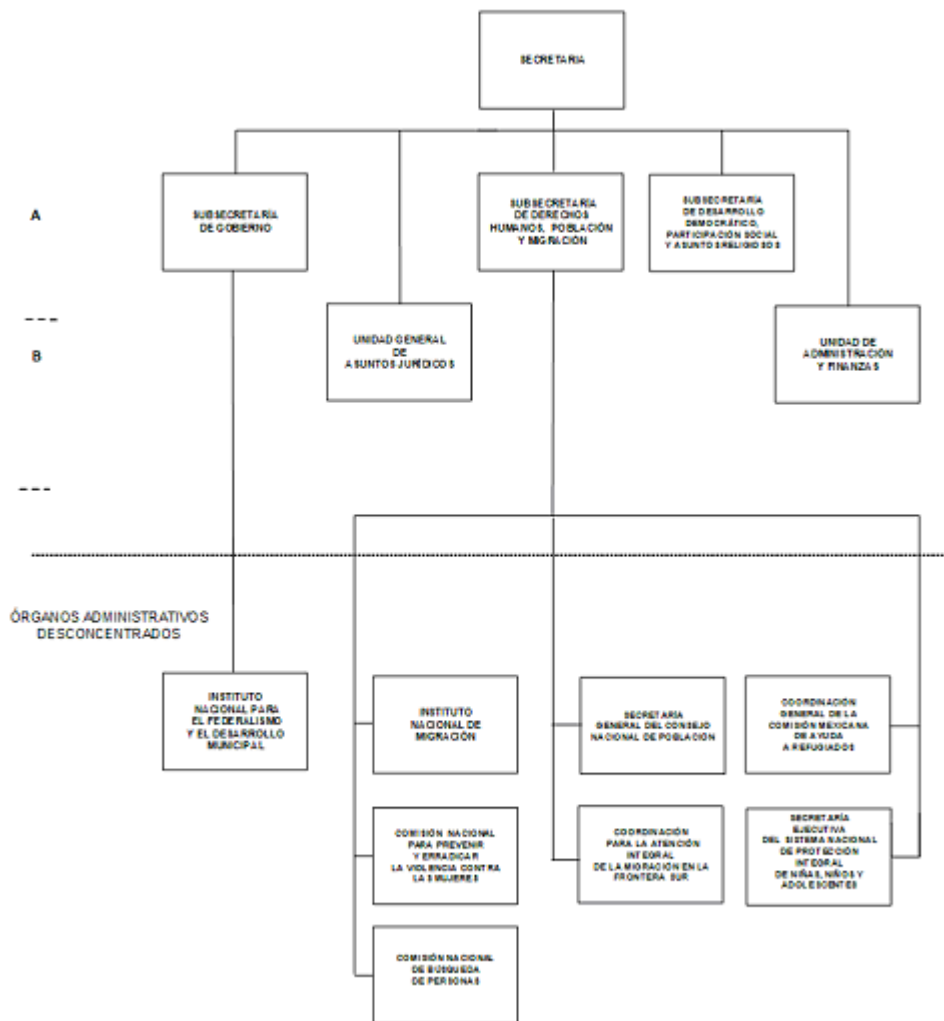 SECRETARIA
A
SUBSECRETARÍA
DE GOBIERNO
SUBSECRETARÍA
DE DERECHOS
HUMANOS, POBLACIÓN
Y MIGRACIÓN
SUBSECRETARÍA
DE DESARROLLO
DEMOCRÁTICO,
PARTICIPACIÓN SOCIAL
Y ASUNTOS RELIGIOSOS
B
UNIDAD GENERAL
DE
ASUNTOS JURÍDICOS
UNIDAD DE
ADMINISTRACIÓN
Y FINANZAS
ÓRGANOS ADMINISTRATIVOS
DESCONCENTRADOS
INSTITUTO
NACIONAL PARA
EL FEDERALISMO
Y EL DESARROLLO
MUNICIPAL
INSTITUTO
NACIONAL DE
MIGRACIÓN
SECRETARÍA
GENERAL DEL CONSEJO
NACIONAL DE POBLACIÓN
COORDINACIÓN
GENERAL DE LA
COMISIÓN MEXICANA
DE AYUDA
A REFUGIADOS
COMISIÓN NACIONAL
PARA PREVENIR
Y ERRADICAR
LA VIOLENCIA CONTRA
LA S MUJERES
COORDINACIÓN
PARA LA ATENCIÓN
INTEGRAL
DE LA MIGRACIÓN EN LA
FRONTERA SUR
SECRETARÍA
EJECUTIVA
DEL SISTEMA NACIONAL
DE PROTECCIÓN
INTEGRAL
DE NIÑAS, NIÑOS Y
ADOLESCENTES
COMISIÓN NACIONAL
DE BÚSQUEDA
DE PERSONAS